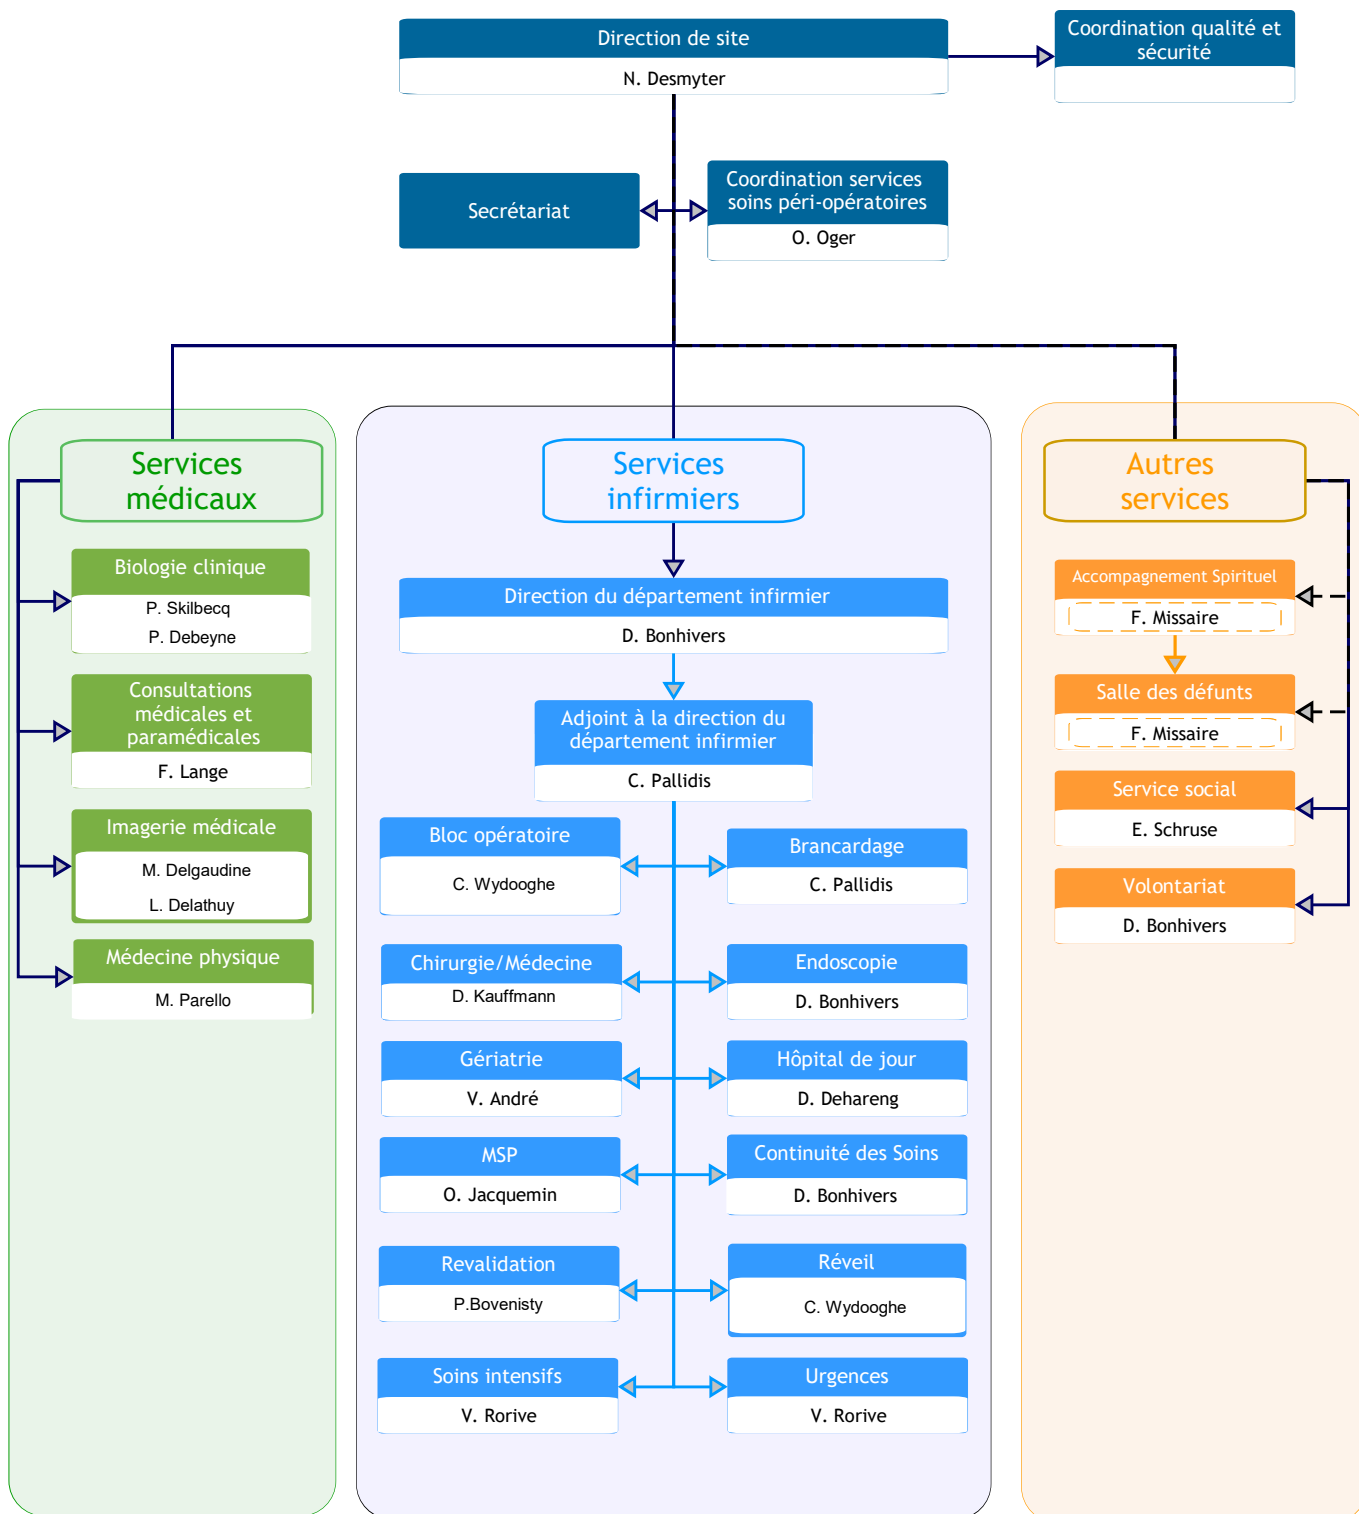 Direction de site
N. Desmyter
Coordination qualité et
sécurité
Secrétariat
Coordination services
soins péri-opératoires
O. Oger
Services
médicaux
Biologie clinique
P. Skilbecq
P. Debeyne
Consultations
médicales et
paramédicales
F. Lange
Imagerie médicale
M. Delgaudine
L. Delathuy
Médecine physique
M. Parello
Services
infirmiers
Direction du département infirmier
D. Bonhivers
Adjoint à la direction du
département infirmier
C. Pallidis
Bloc opératoire
C. Wydooghe
Brancardage
C. Pallidis
Chirurgie/Médecine
D. Kauffmann
Endoscopie
D. Bonhivers
Gériatrie
V. André
Hôpital de jour
D. Dehareng
MSP
O. Jacquemin
Continuité des Soins
D. Bonhivers
Revalidation
P.Bovenisty
Réveil
C. Wydooghe
Soins intensifs
V. Rorive
Urgences
V. Rorive
Autres
services
Accompagnement Spirituel
F. Missaire
Salle des défunts
F. Missaire
Service social
E. Schruse
Volontariat
D. Bonhivers